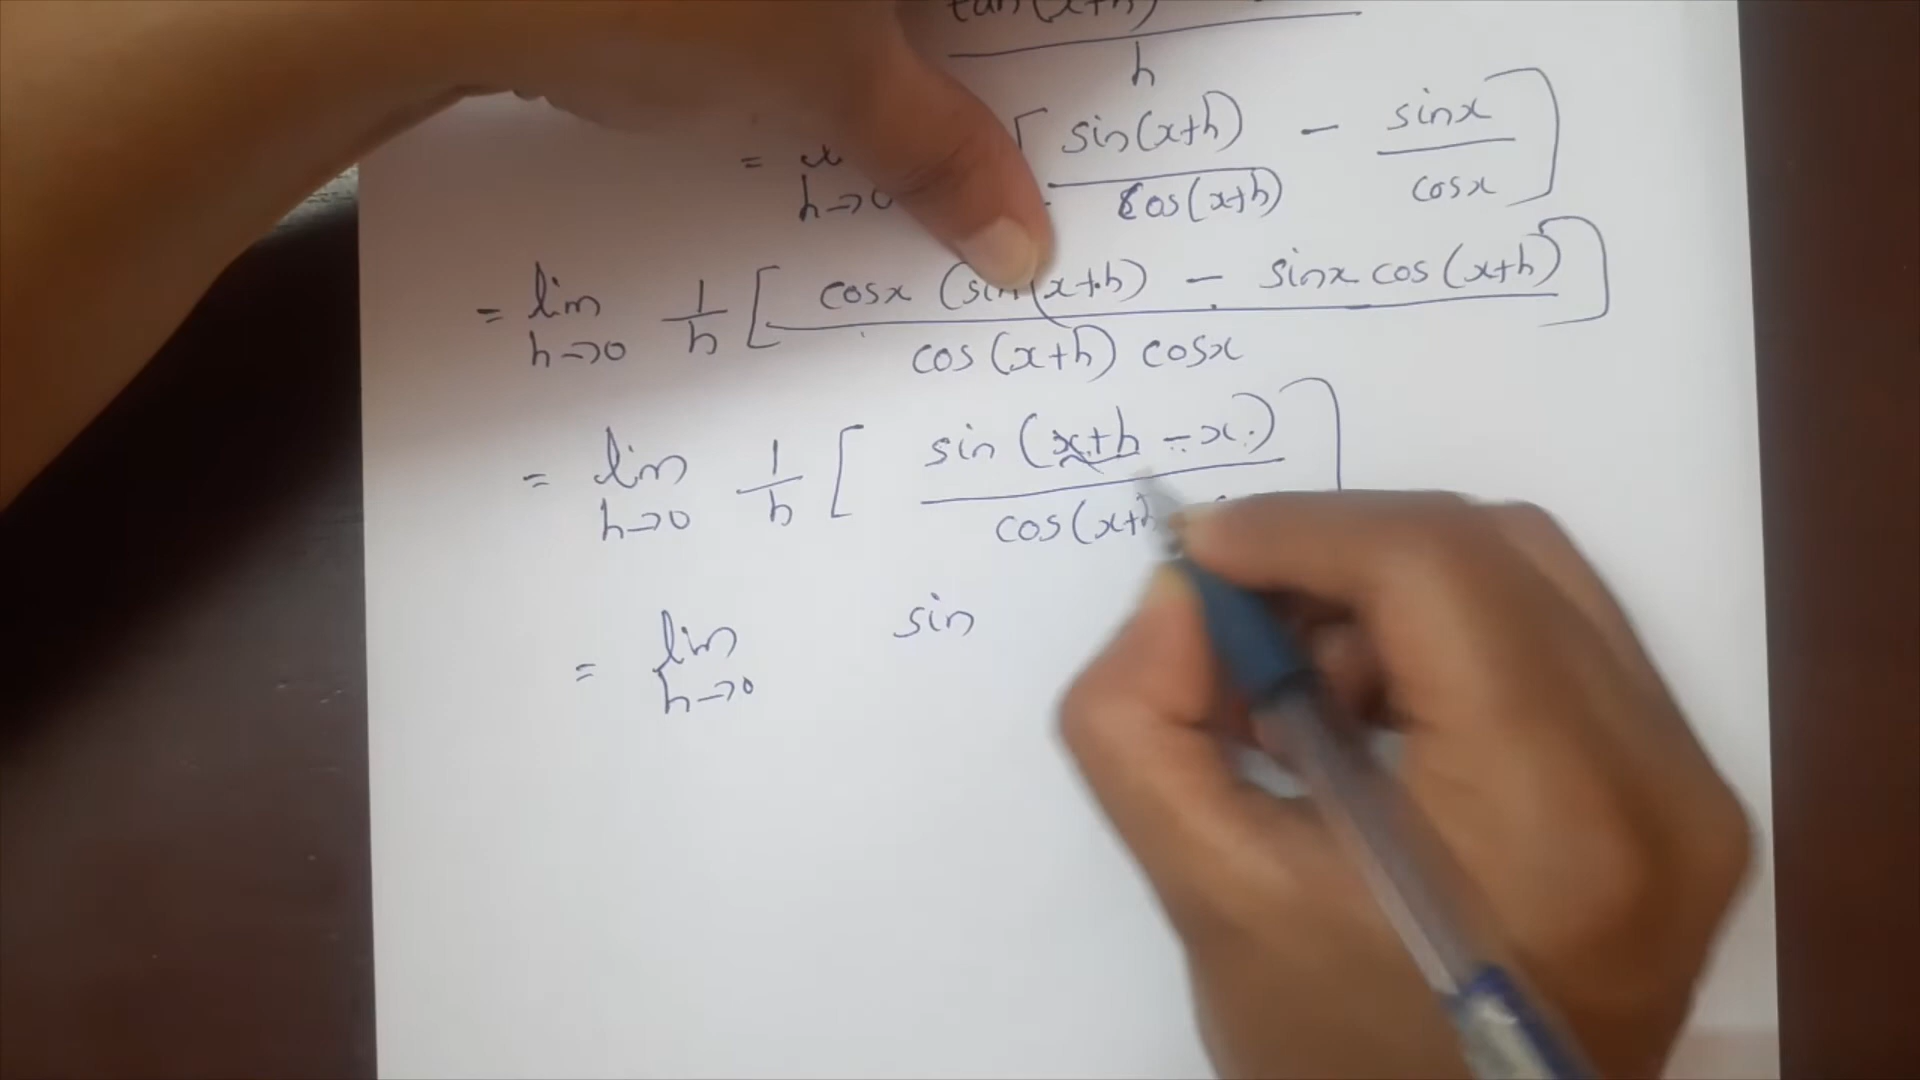 tan(x+h)
h
= h→0 [ sin(x+h) / cos(x+h) − sinx / cosx ]
= lim h→0 1/h [ cosx (sin(x+h) − sinx cos(x+h) / cos(x+h) cosx ]
= lim h→0 1/h [ sin(x+h−x) / cos(x+h ]
= lim h→0 sin